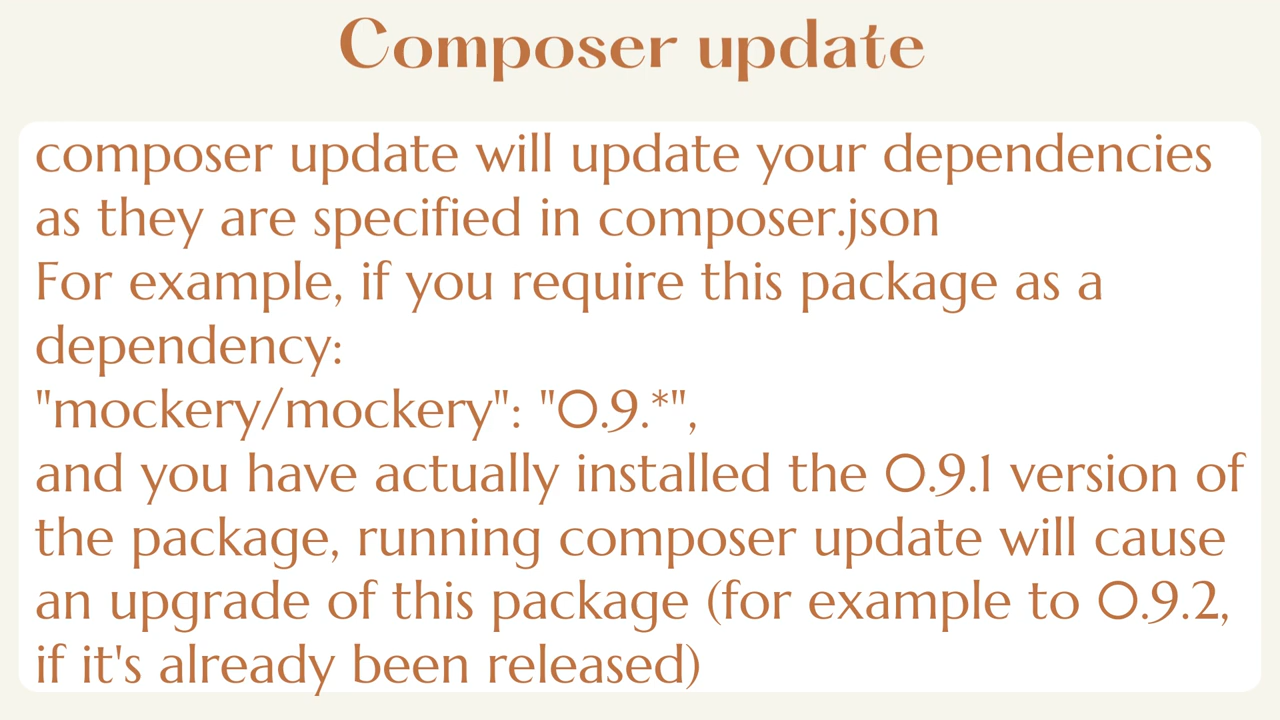 Composer update
composer update will update your dependencies
as they are specified in composer.json
For example, if you require this package as a
dependency:
"mockery/mockery": "0.9.*",
and you have actually installed the 0.9.1 version of
the package, running composer update will cause
an upgrade of this package (for example to 0.9.2,
if it's already been released)